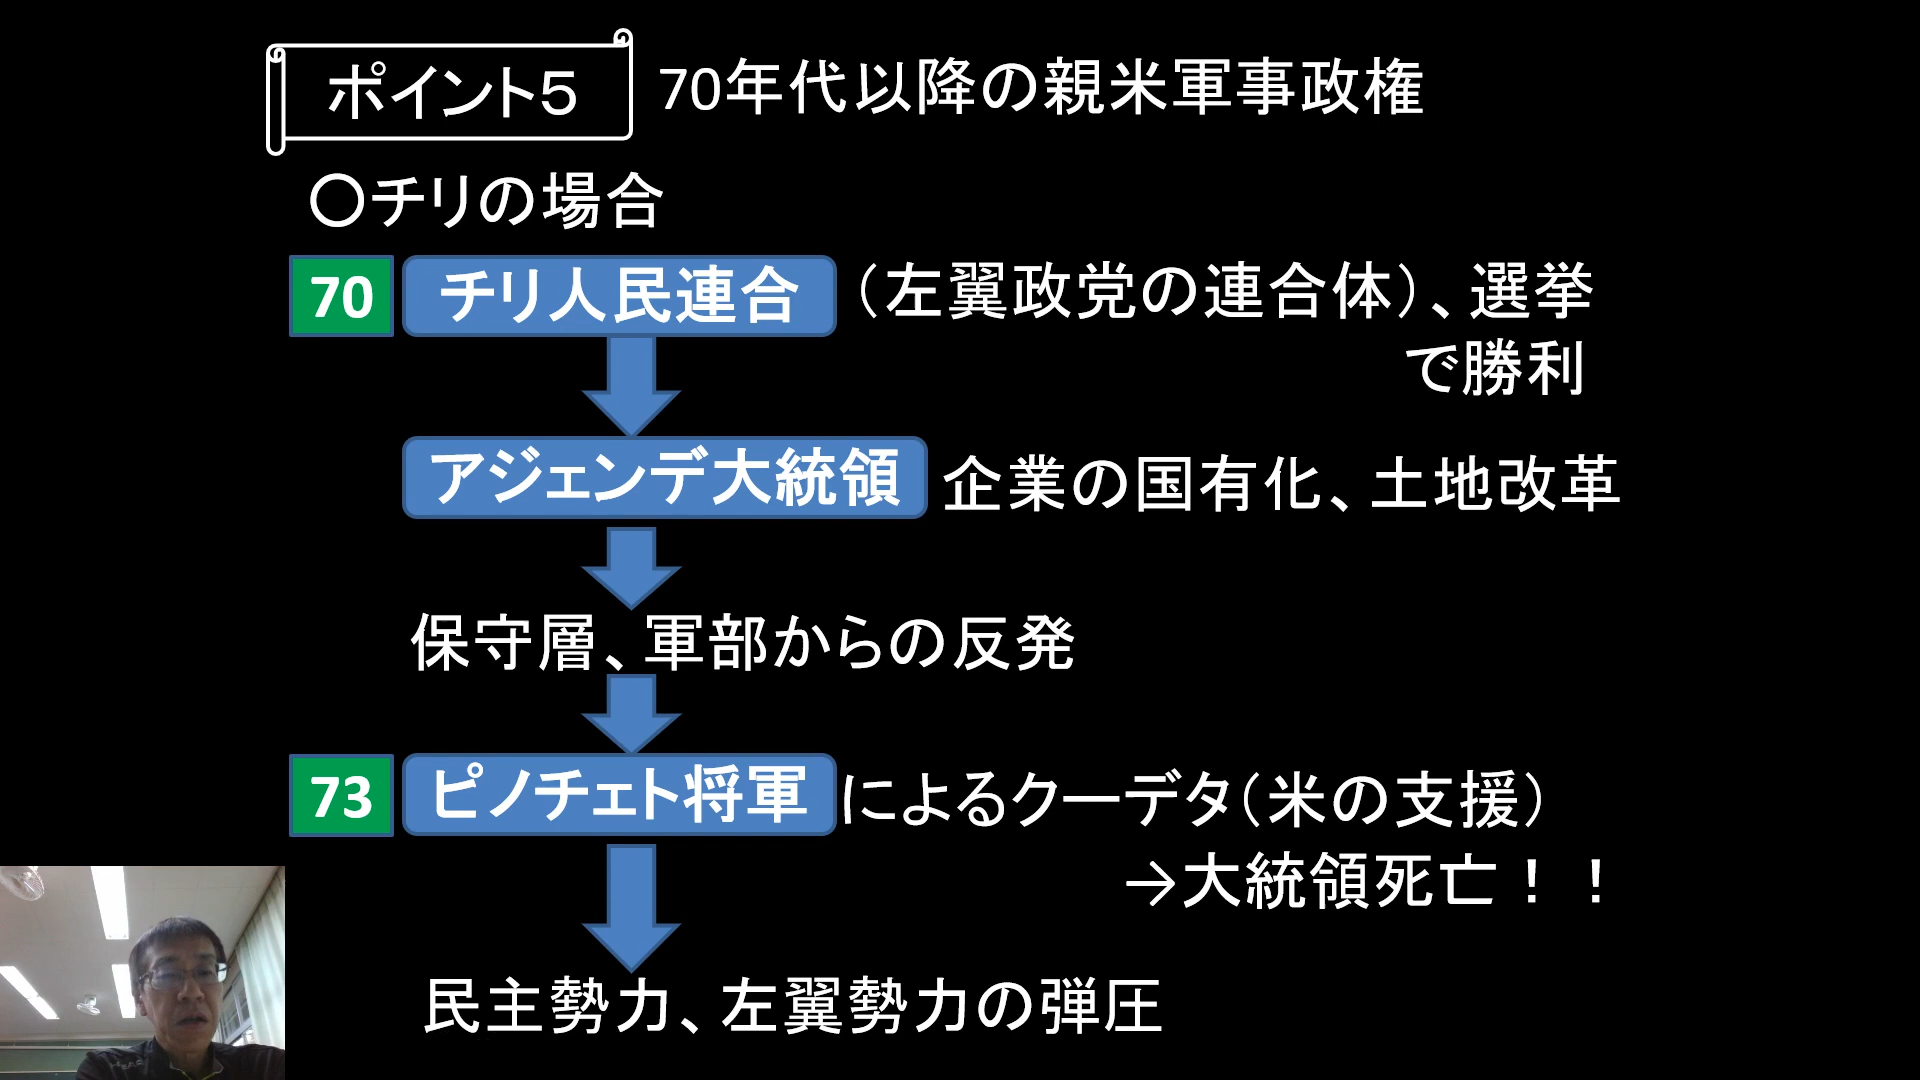 ポイント5
70年代以降の親米軍事政権
〇チリの場合
70 チリ人民連合 （左翼政党の連合体）、選挙
で勝利
アジェンデ大統領 企業の国有化、土地改革
保守層、軍部からの反発
73 ピノチェト将軍 によるクーデタ（米の支援）
→大統領死亡！！
民主勢力、左翼勢力の弾圧